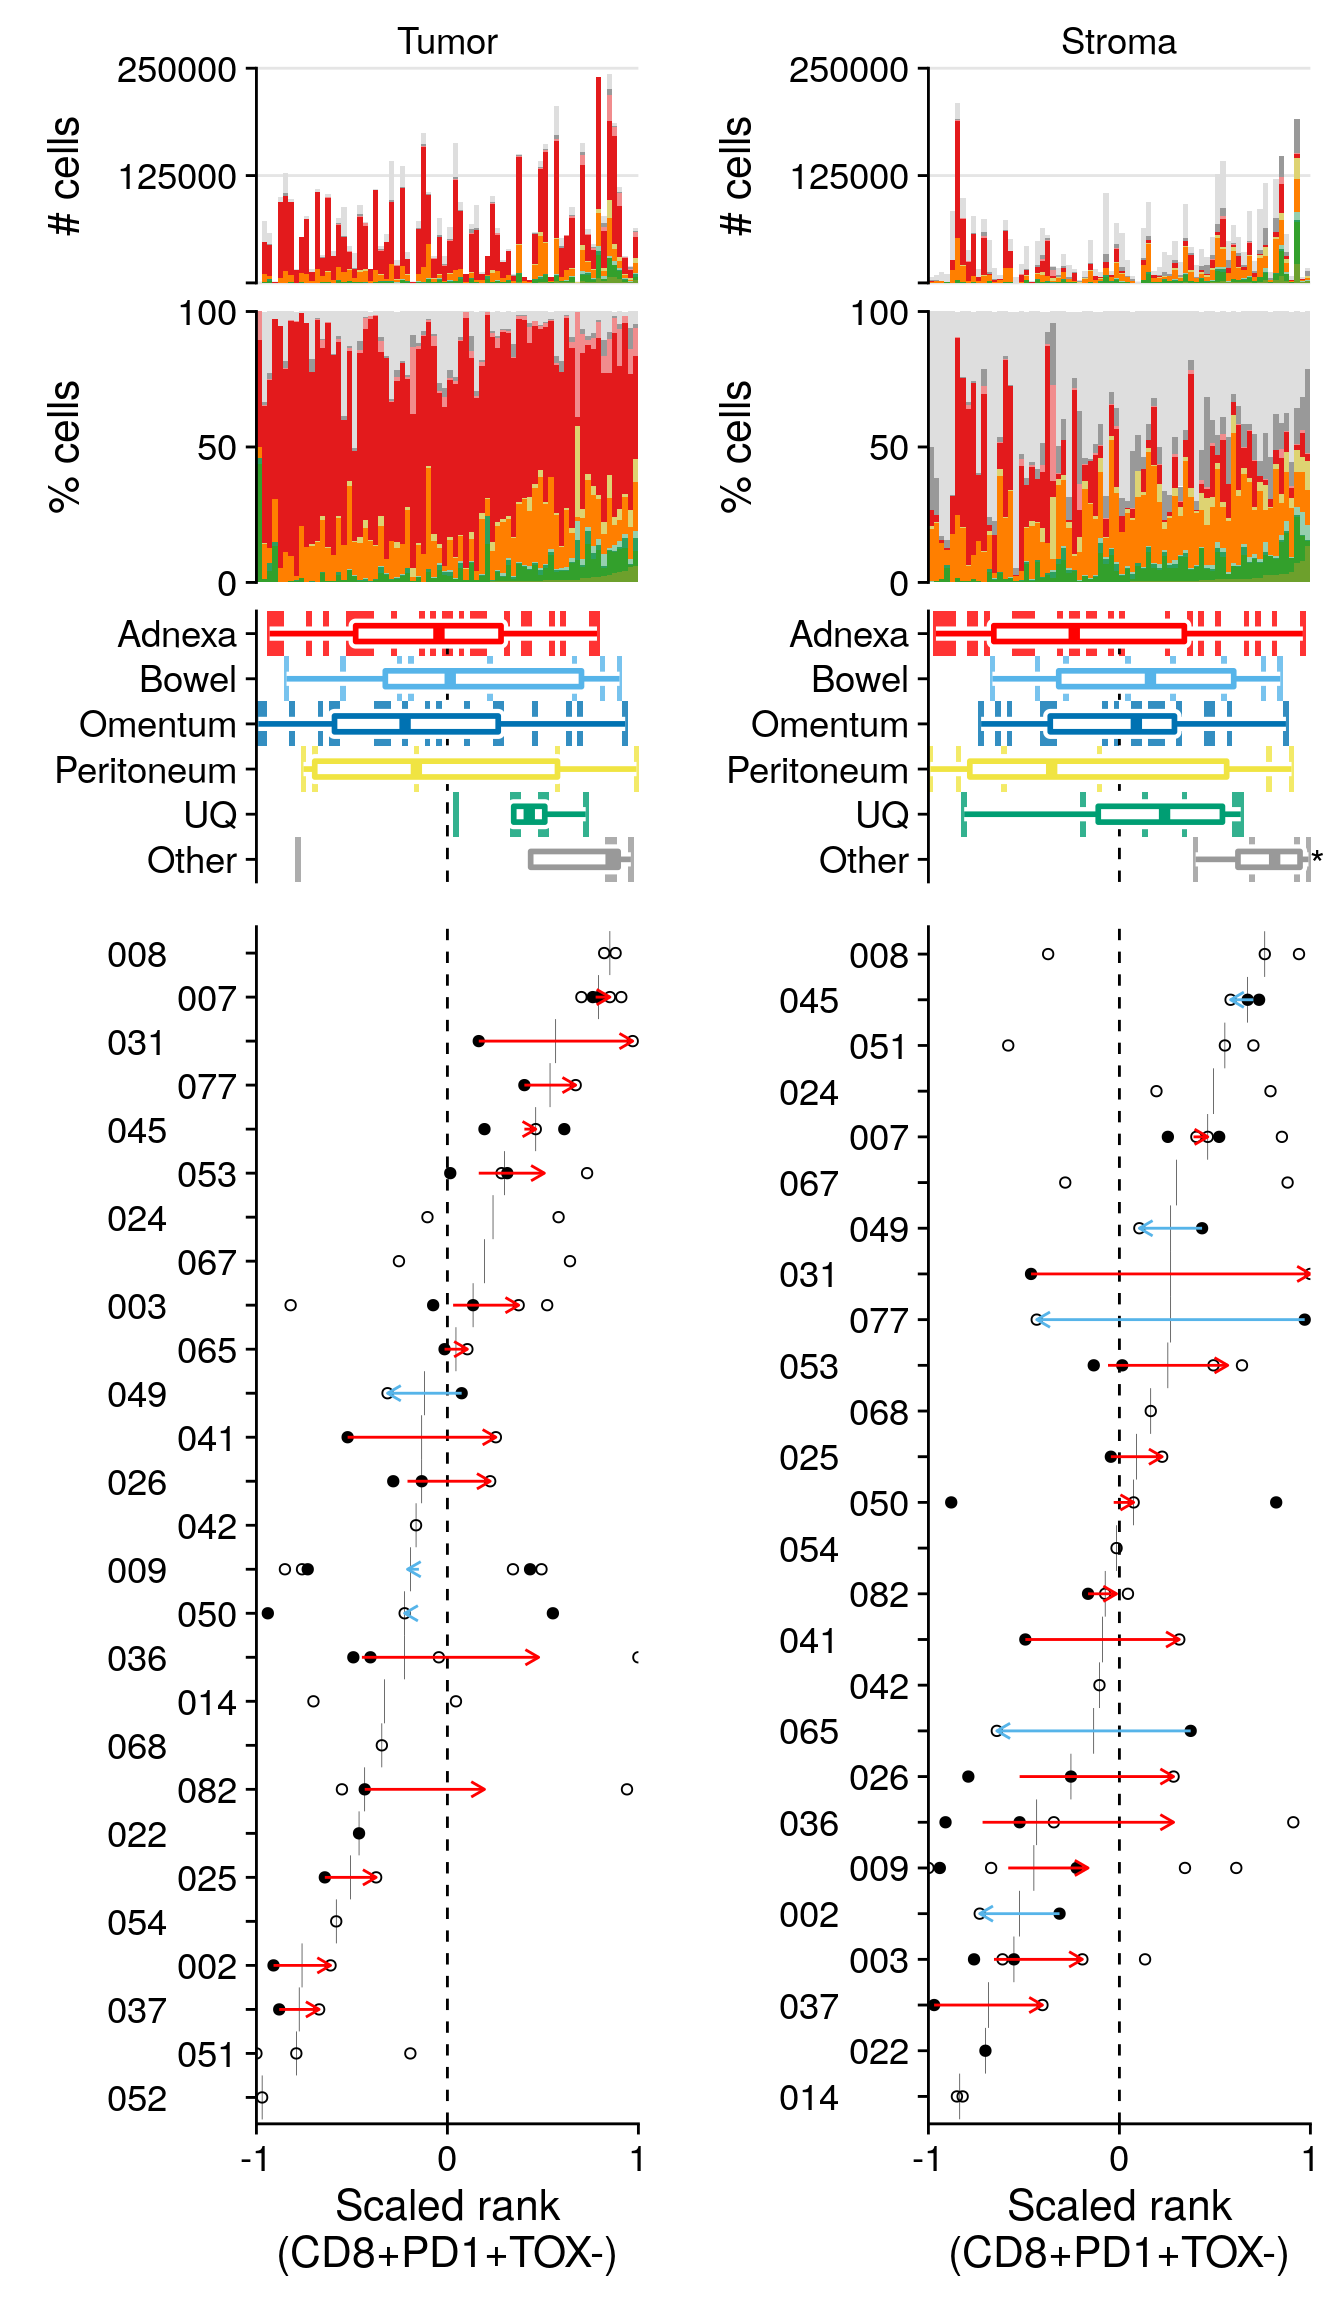 Tumor
250000
125000
# cells
100
50
0
% cells
Adnexa
Bowel
Omentum
Peritoneum
UQ
Other
008
007
031
077
045
053
024
067
003
065
049
041
026
042
009
050
036
014
068
082
022
025
054
002
037
051
052
-1 0 1
Scaled rank
(CD8+PD1+TOX-)
Stroma
250000
125000
# cells
100
50
0
% cells
Adnexa
Bowel
Omentum
Peritoneum
UQ
Other
*
008
045
051
024
007
067
049
031
077
053
068
025
050
054
082
041
042
065
026
036
009
002
003
037
022
014
-1 0 1
Scaled rank
(CD8+PD1+TOX-)